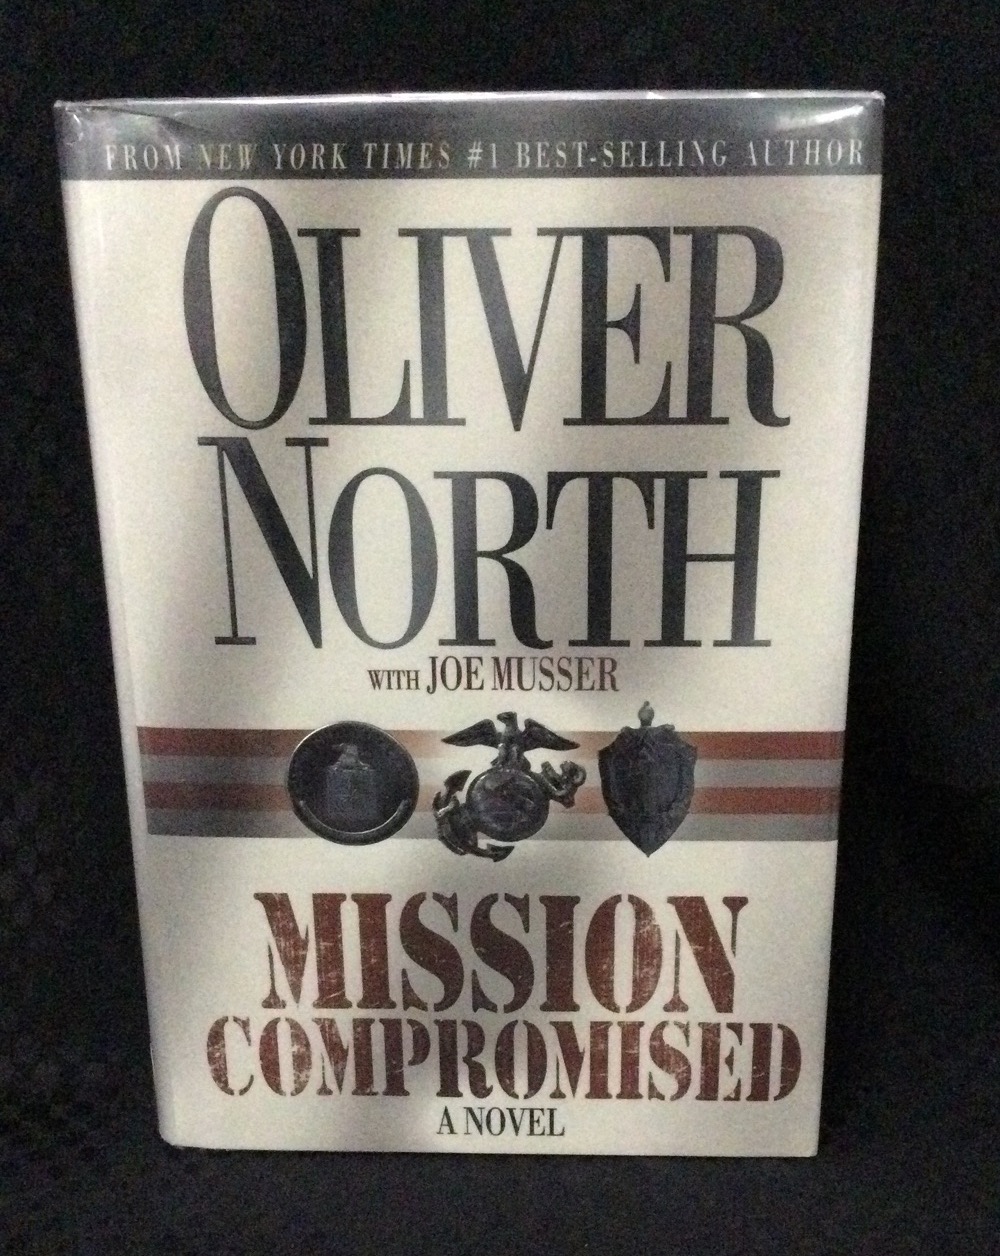 FROM NEW YORK TIMES #1 BEST-SELLING AUTHOR
OLIVER
NORTH
WITH JOE MUSSER
MISSION
COMPROMISED
A NOVEL